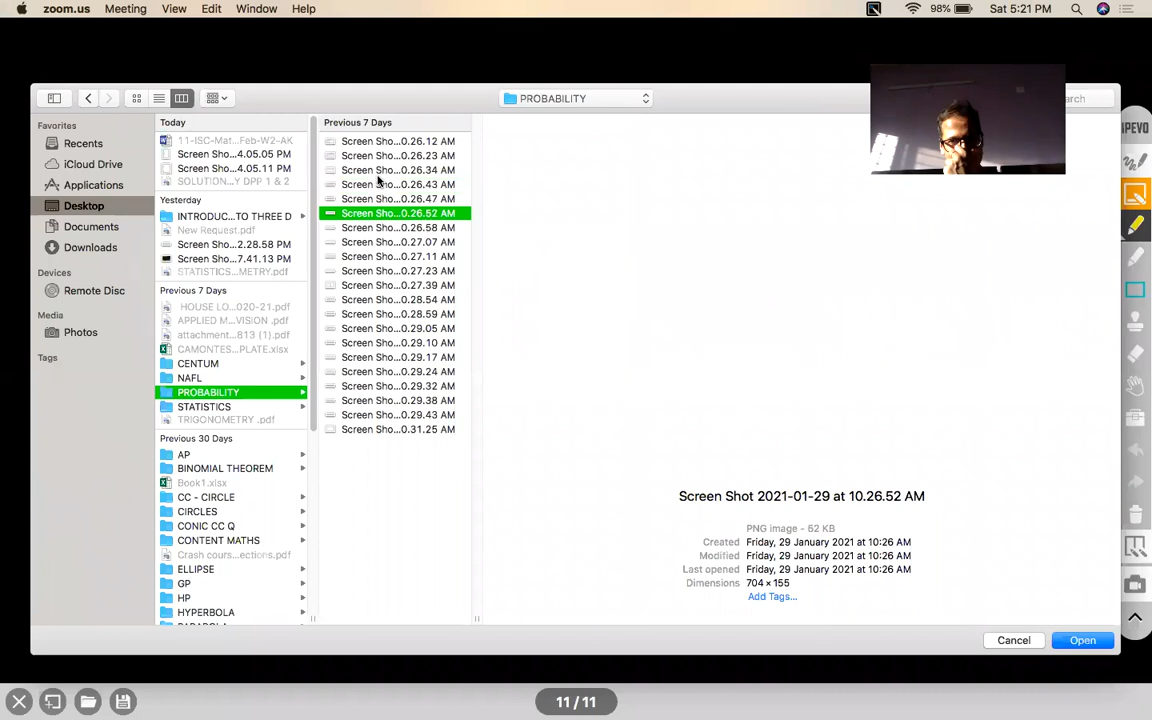 zoom.us Meeting View Edit Window Help 98% Sat 5:21 PM
PROBABILITY
arch
Favorites
Recents
iCloud Drive
Applications
Desktop
Documents
Downloads
Devices
Remote Disc
Media
Photos
Tags
Today
11-ISC-Mat...Feb-W2-AK
Screen Sho...4.05.05 PM
Screen Sho...4.05.11 PM
SOLUTION...Y DPP 1 & 2
Yesterday
INTRODUC...TO THREE D
New Request.pdf
Screen Sho...2.28.58 PM
Screen Sho...7.41.13 PM
STATISTICS...METRY.pdf
Previous 7 Days
HOUSE LO...020-21.pdf
APPLIED M...VISION .pdf
attachment...813 (1).pdf
CAMONTES...PLATE.xlsx
CENTUM
NAFL
PROBABILITY
STATISTICS
TRIGONOMETRY .pdf
Previous 30 Days
AP
BINOMIAL THEOREM
Book1.xlsx
CC - CIRCLE
CIRCLES
CONIC CC Q
CONTENT MATHS
Crash cours...ections.pdf
ELLIPSE
GP
HP
HYPERBOLA
Previous 7 Days
Screen Sho...0.26.12 AM
Screen Sho...0.26.23 AM
Screen Sho...0.26.34 AM
Screen Sho...0.26.43 AM
Screen Sho...0.26.47 AM
Screen Sho...0.26.52 AM
Screen Sho...0.26.58 AM
Screen Sho...0.27.07 AM
Screen Sho...0.27.11 AM
Screen Sho...0.27.23 AM
Screen Sho...0.27.39 AM
Screen Sho...0.28.54 AM
Screen Sho...0.28.59 AM
Screen Sho...0.29.05 AM
Screen Sho...0.29.10 AM
Screen Sho...0.29.17 AM
Screen Sho...0.29.24 AM
Screen Sho...0.29.32 AM
Screen Sho...0.29.38 AM
Screen Sho...0.29.43 AM
Screen Sho...0.31.25 AM
Screen Shot 2021-01-29 at 10.26.52 AM
PNG image - 62 KB
Created Friday, 29 January 2021 at 10:26 AM
Modified Friday, 29 January 2021 at 10:26 AM
Last opened Friday, 29 January 2021 at 10:26 AM
Dimensions 704 × 155
Add Tags...
Cancel Open
11 / 11